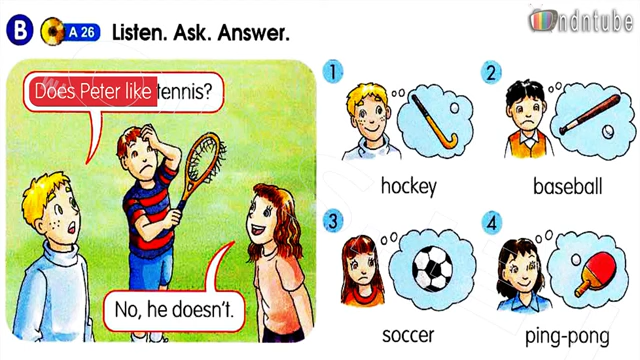 B A 26 Listen. Ask. Answer.
ndntube
Does Peter like tennis?
No, he doesn't.
1
hockey
2
baseball
3
soccer
4
ping-pong